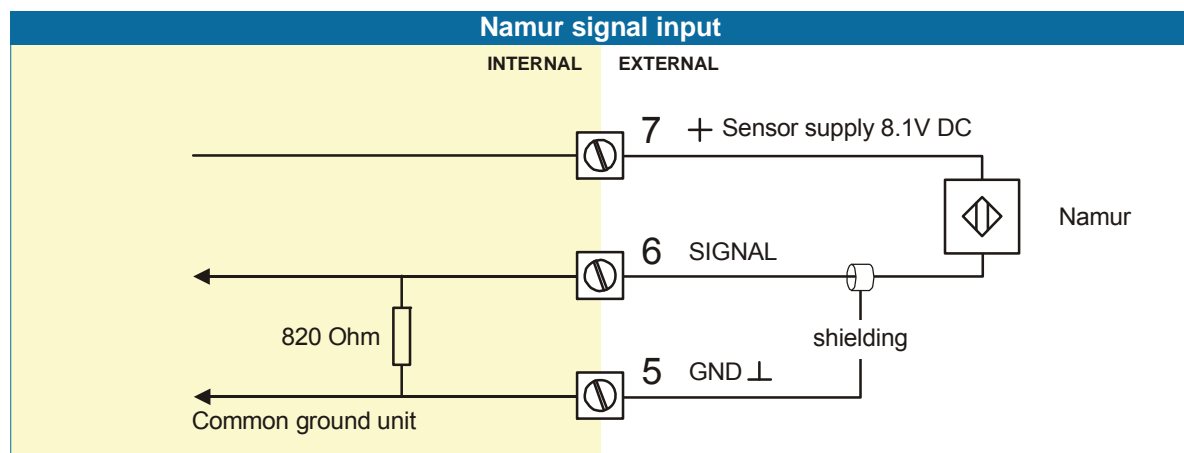 Namur signal input
INTERNAL EXTERNAL
7 + Sensor supply 8.1V DC
Namur
6 SIGNAL
820 Ohm
shielding
5 GND ⊥
Common ground unit